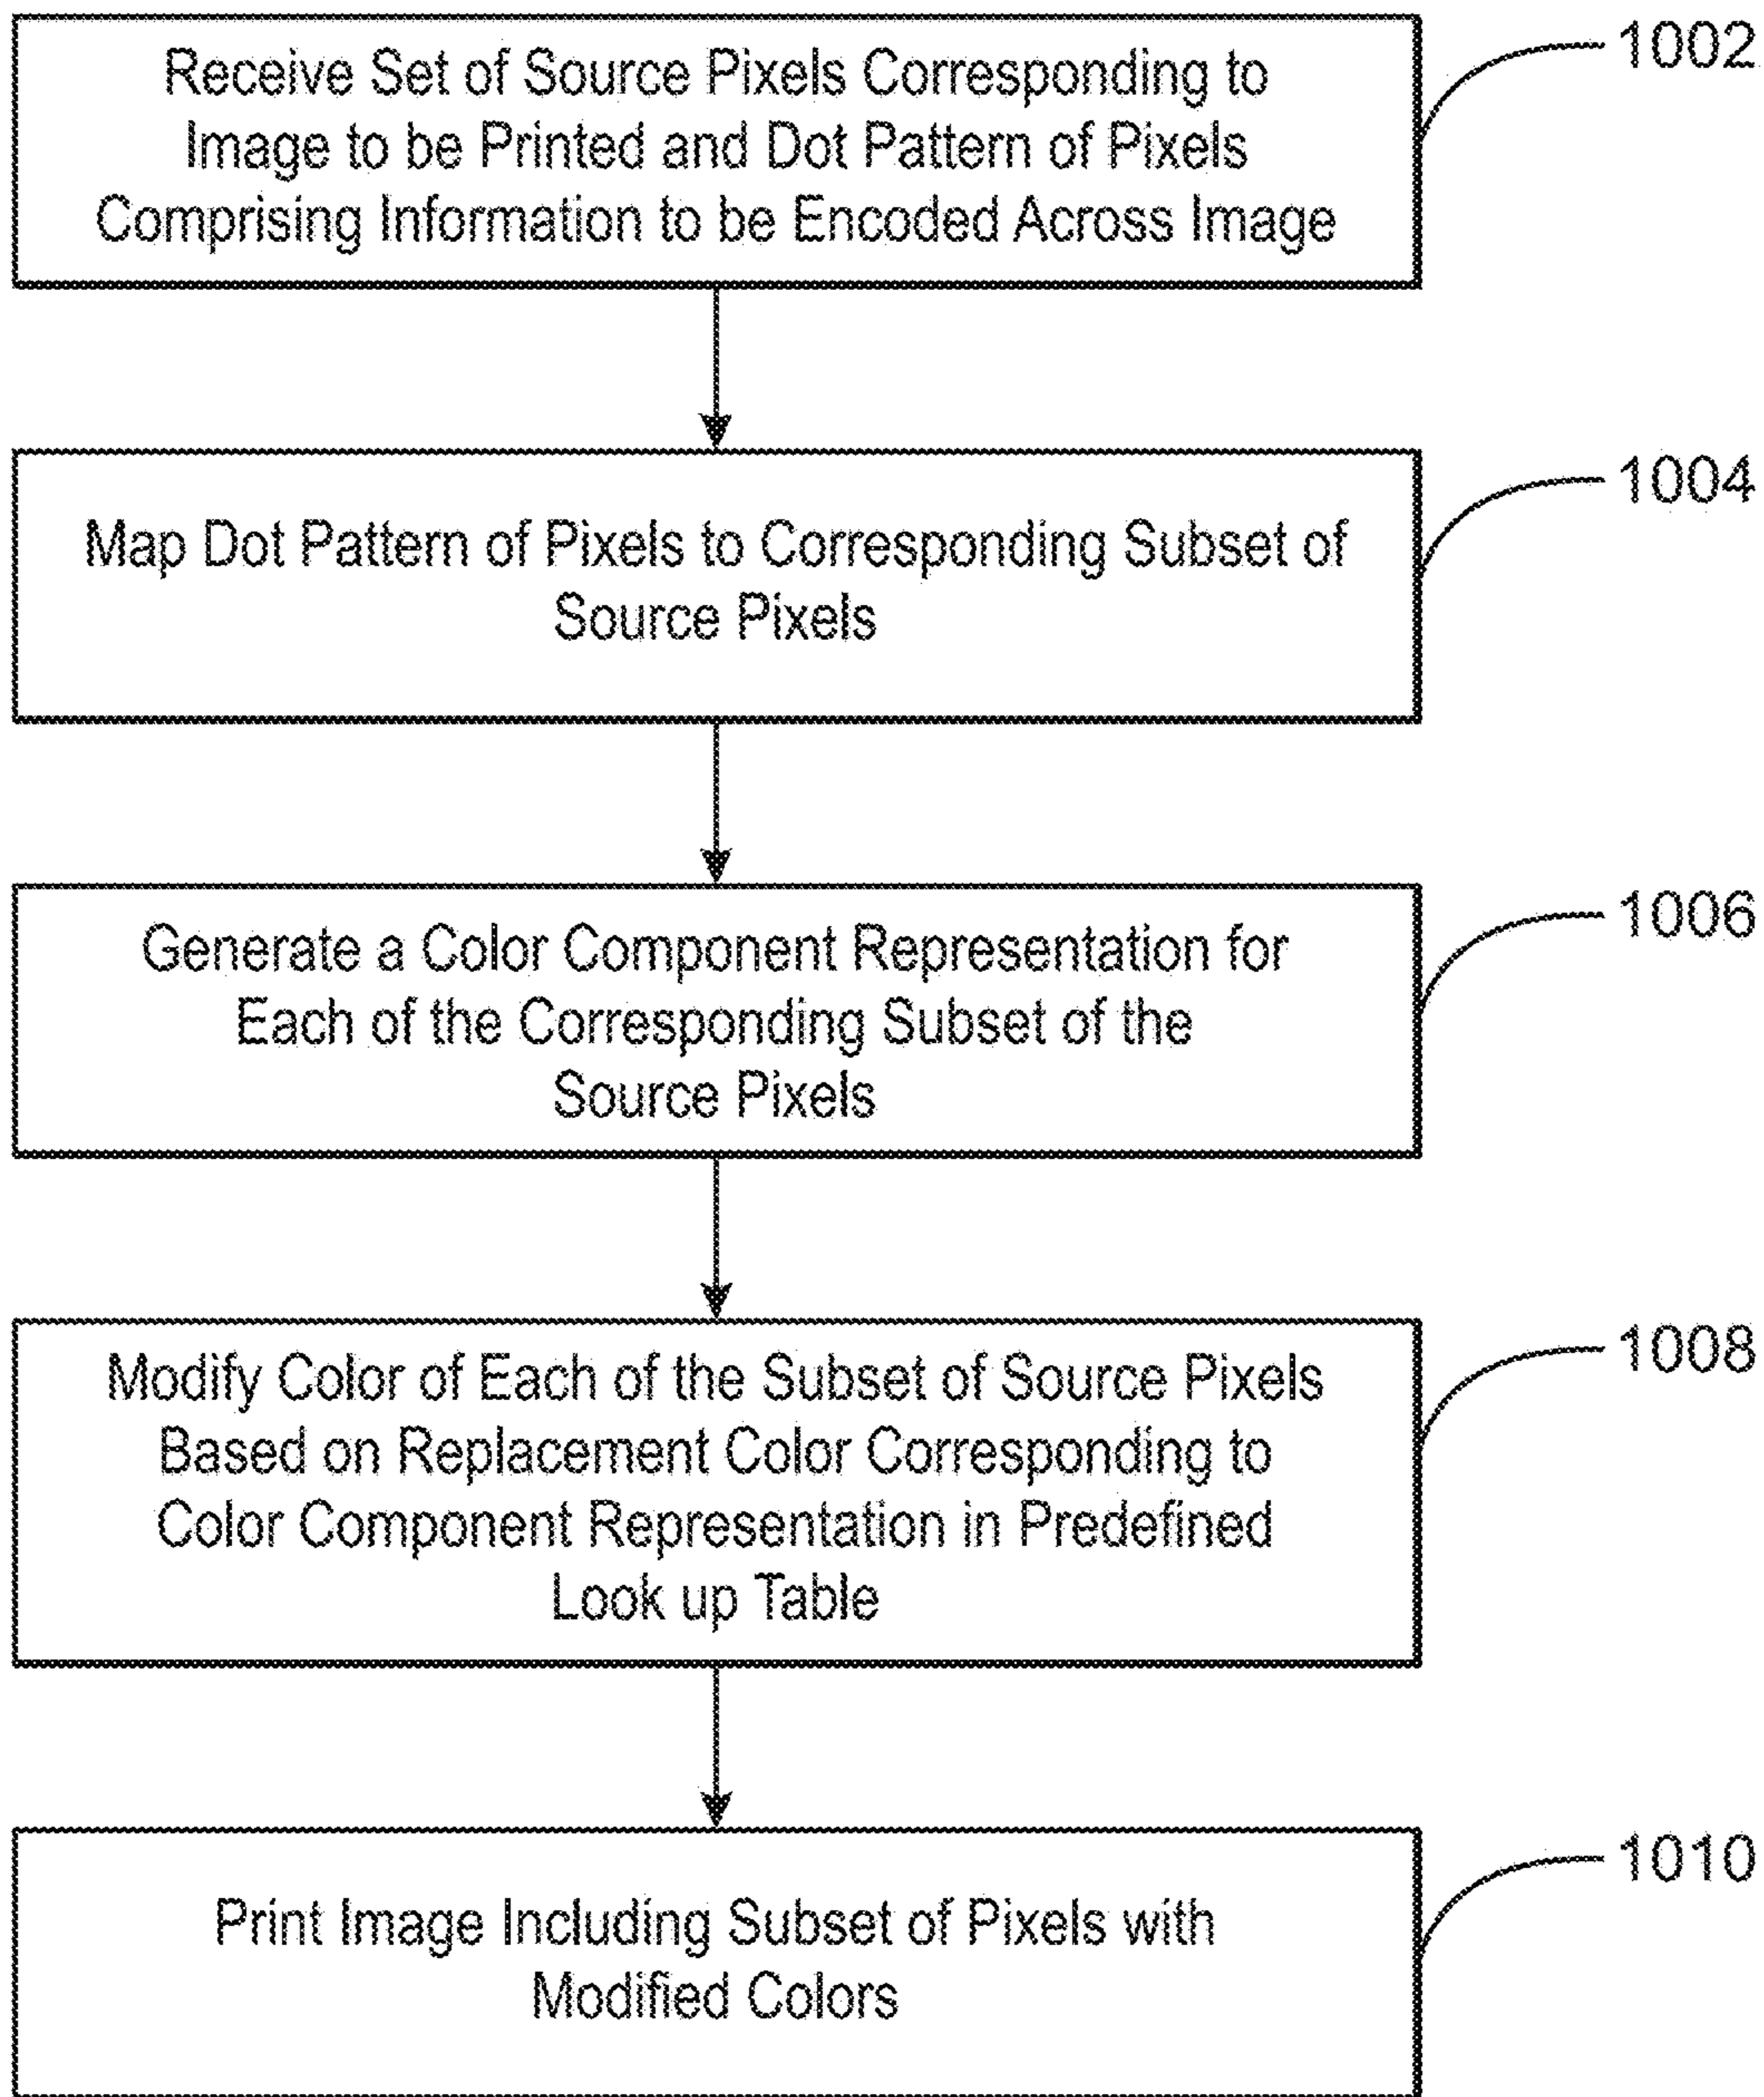 Receive Set of Source Pixels Corresponding to
Image to be Printed and Dot Pattern of Pixels
Comprising Information to be Encoded Across Image
1002
Map Dot Pattern of Pixels to Corresponding Subset of
Source Pixels
1004
Generate a Color Component Representation for
Each of the Corresponding Subset of the
Source Pixels
1006
Modify Color of Each of the Subset of Source Pixels
Based on Replacement Color Corresponding to
Color Component Representation in Predefined
Look up Table
1008
Print Image Including Subset of Pixels with
Modified Colors
1010